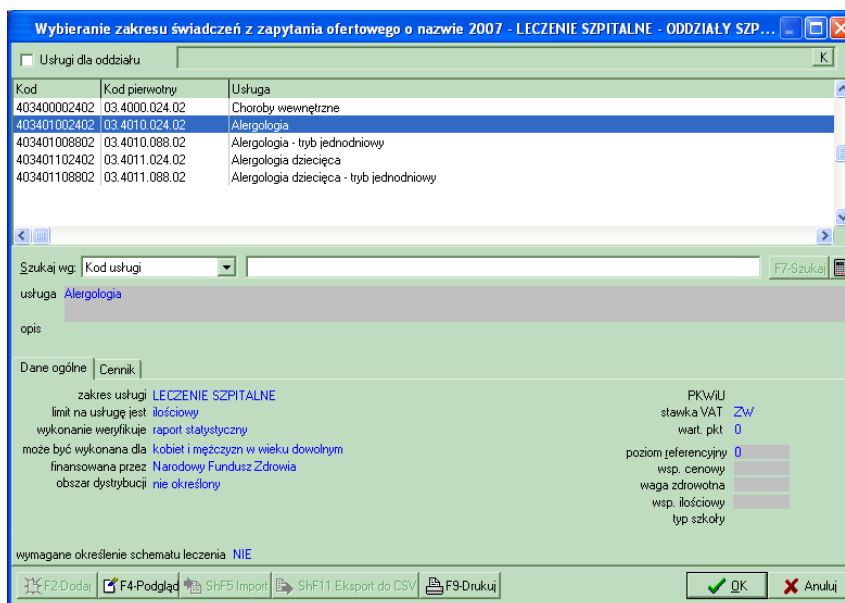 Wybieranie zakresu świadczeń z zapytania ofertowego o nazwie 2007 - LECZENIE SZPITALNE - ODDZIAŁY SZP...
Usługi dla oddziału K
Kod Kod pierwotny Usługa
403400002402 03.4000.024.02 Choroby wewnętrzne
403401002402 03.4010.024.02 Alergologia
403401008802 03.4010.088.02 Alergologia - tryb jednodniowy
403401102402 03.4011.024.02 Alergologia dziecięca
403401108802 03.4011.088.02 Alergologia dziecięca - tryb jednodniowy
Szukaj wg: Kod usługi F7-Szukaj
usługa Alergologia
opis
Dane ogólne Cennik
zakres usługi LECZENIE SZPITALNE PKWiU
limit na usługę jest ilościowy stawka VAT ZW
wykonanie weryfikuje raport statystyczny wart. pkt 0
może być wykonana dla kobiet i mężczyzn w wieku dowolnym poziom referencyjny 0
finansowana przez Narodowy Fundusz Zdrowia wsp. cenowy
obszar dystrybucji nie określony waga zdrowotna
wsp. ilościowy
typ szkoły
wymagane określenie schematu leczenia NIE
F2-Dodaj F4-Podgląd ShF5 Import ShF11 Eksport do CSV F9-Drukuj OK Anuluj